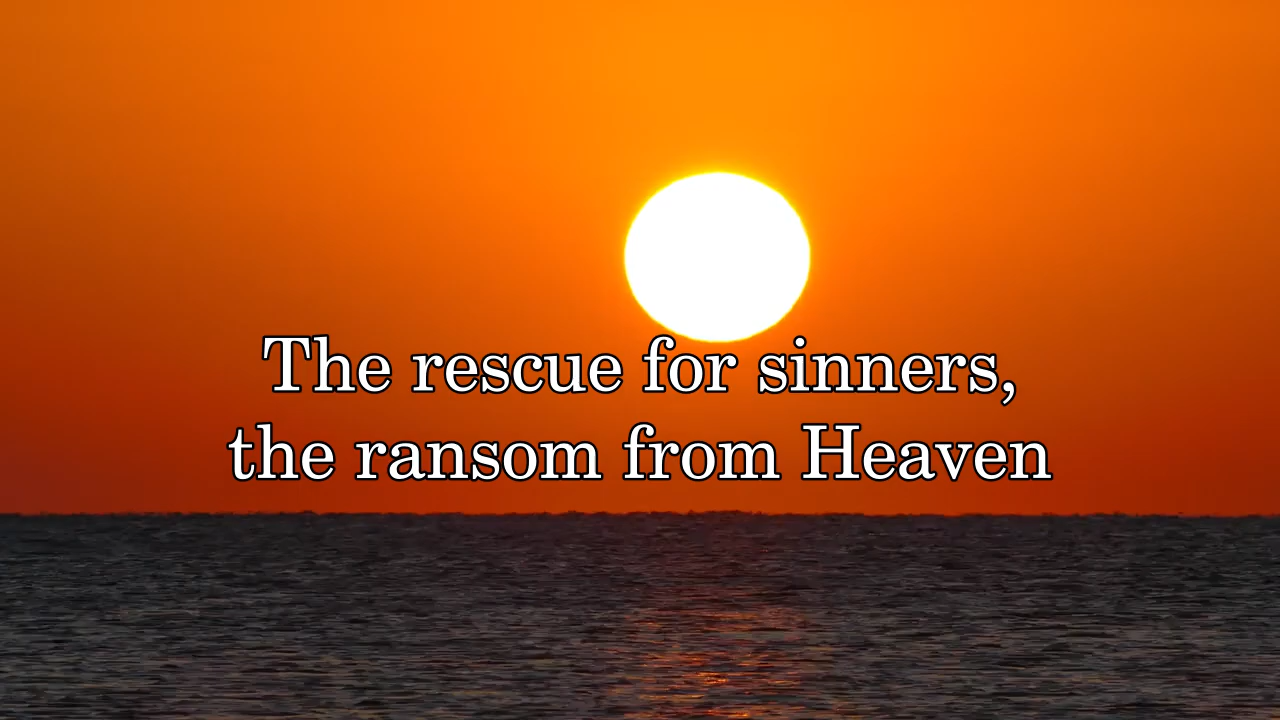 The rescue for sinners,
the ransom from Heaven